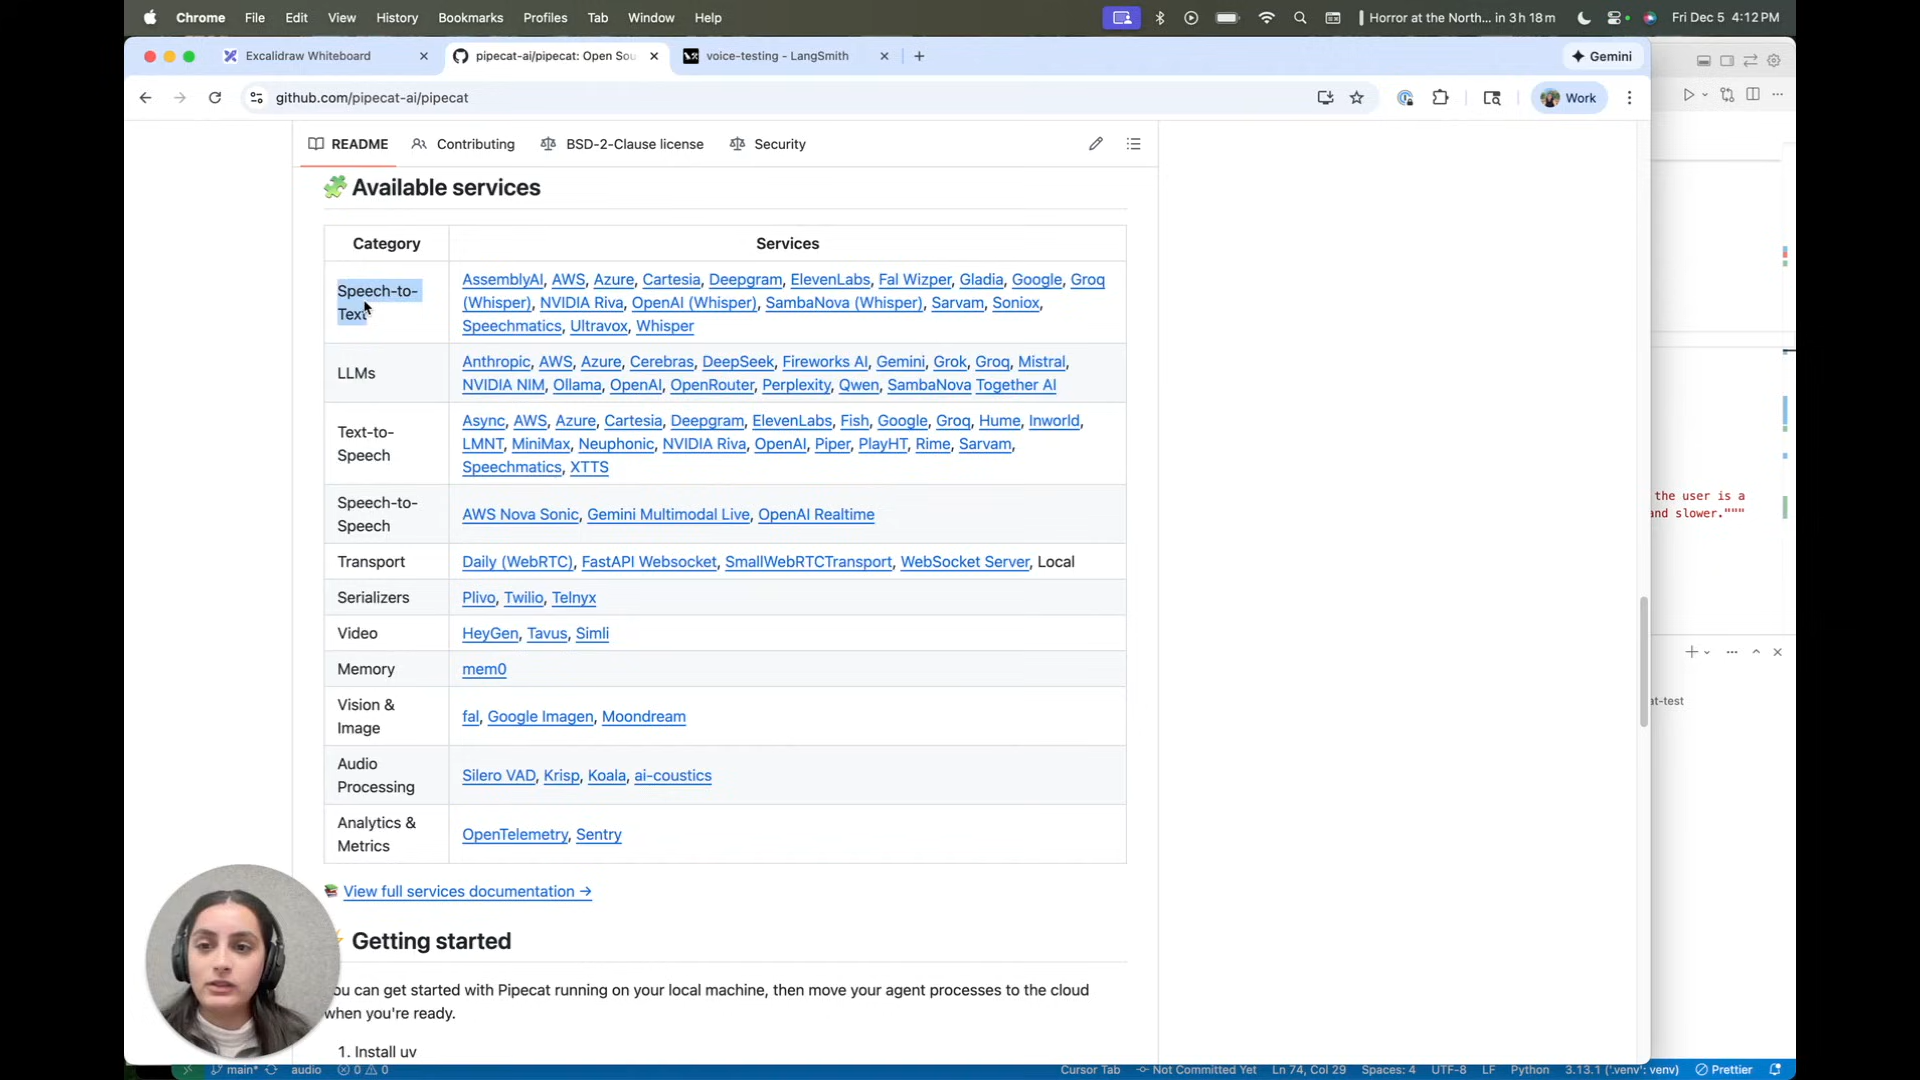 Chrome File Edit View History Bookmarks Profiles Tab Window Help Horror at the North... in 3 h 18 m Fri Dec 5 4:12 PM
Excalidraw Whiteboard pipecat-ai/pipecat: Open Sou voice-testing - LangSmith Gemini
github.com/pipecat-ai/pipecat Work
README Contributing BSD-2-Clause license Security
Available services
Category Services
Speech-to-
Text
AssemblyAI, AWS, Azure, Cartesia, Deepgram, ElevenLabs, Fal Wizper, Gladia, Google, Groq
(Whisper), NVIDIA Riva, OpenAI (Whisper), SambaNova (Whisper), Sarvam, Soniox,
Speechmatics, Ultravox, Whisper
LLMs
Anthropic, AWS, Azure, Cerebras, DeepSeek, Fireworks AI, Gemini, Grok, Groq, Mistral,
NVIDIA NIM, Ollama, OpenAI, OpenRouter, Perplexity, Qwen, SambaNova Together AI
Text-to-
Speech
Async, AWS, Azure, Cartesia, Deepgram, ElevenLabs, Fish, Google, Groq, Hume, Inworld,
LMNT, MiniMax, Neuphonic, NVIDIA Riva, OpenAI, Piper, PlayHT, Rime, Sarvam,
Speechmatics, XTTS
Speech-to-
Speech
AWS Nova Sonic, Gemini Multimodal Live, OpenAI Realtime
Transport Daily (WebRTC), FastAPI Websocket, SmallWebRTCTransport, WebSocket Server, Local
Serializers Plivo, Twilio, Telnyx
Video HeyGen, Tavus, Simli
Memory mem0
Vision &
Image
fal, Google Imagen, Moondream
Audio
Processing
Silero VAD, Krisp, Koala, ai-coustics
Analytics &
Metrics
OpenTelemetry, Sentry
View full services documentation →
Getting started
ou can get started with Pipecat running on your local machine, then move your agent processes to the cloud
when you're ready.
1. Install uv
the user is a
and slower."""
at-test
main* audio 0 0 Cursor Tab Not Committed Yet Ln 74, Col 29 Spaces: 4 UTF-8 LF Python 3.13.1 ('.venv': venv) Prettier